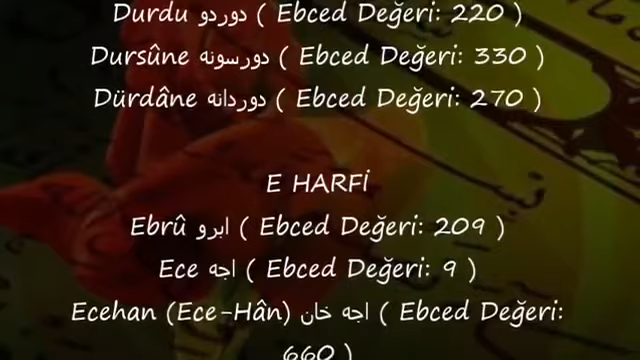 Durdu دوردو ( Ebced Değeri: 220 )
Dursûne دورسونه ( Ebced Değeri: 330 )
Dürdâne دوردانه ( Ebced Değeri: 270 )
E HARFİ
Ebrû ابرو ( Ebced Değeri: 209 )
Ece اجه ( Ebced Değeri: 9 )
Ecehan (Ece-Hân) اجه خان ( Ebced Değeri:
660 )